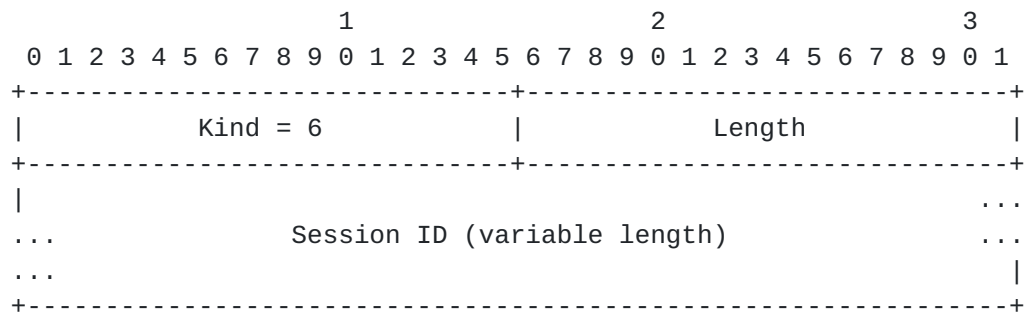 1                   2                   3
 0 1 2 3 4 5 6 7 8 9 0 1 2 3 4 5 6 7 8 9 0 1 2 3 4 5 6 7 8 9 0 1
+-------------------------------+-------------------------------+
|           Kind = 6            |            Length             |
+-------------------------------+-------------------------------+
|                                                             ...
...               Session ID (variable length)                ...
...                                                             |
+---------------------------------------------------------------+